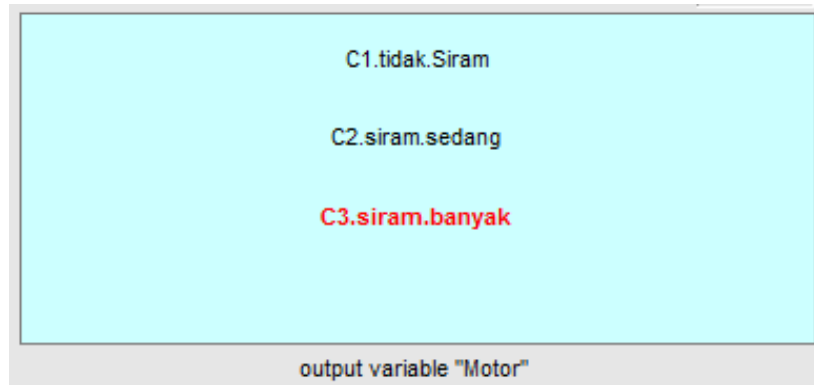 C1.tidak.Siram
C2.siram.sedang
C3.siram.banyak
output variable "Motor"